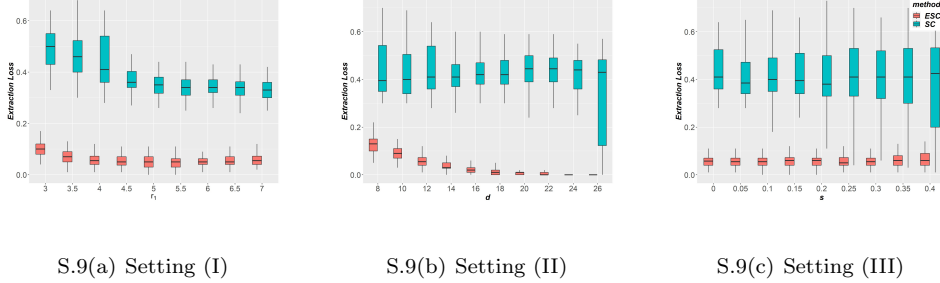 method
ESC
SC
Extraction Loss
0.6
0.4
0.2
0.0
3 3.5 4 4.5 5 5.5 6 6.5 7
r1
Extraction Loss
0.6
0.4
0.2
0.0
8 10 12 14 16 18 20 22 24 26
d
Extraction Loss
0.6
0.4
0.2
0.0
0 0.05 0.1 0.15 0.2 0.25 0.3 0.35 0.4
s
S.9(a) Setting (I)
S.9(b) Setting (II)
S.9(c) Setting (III)